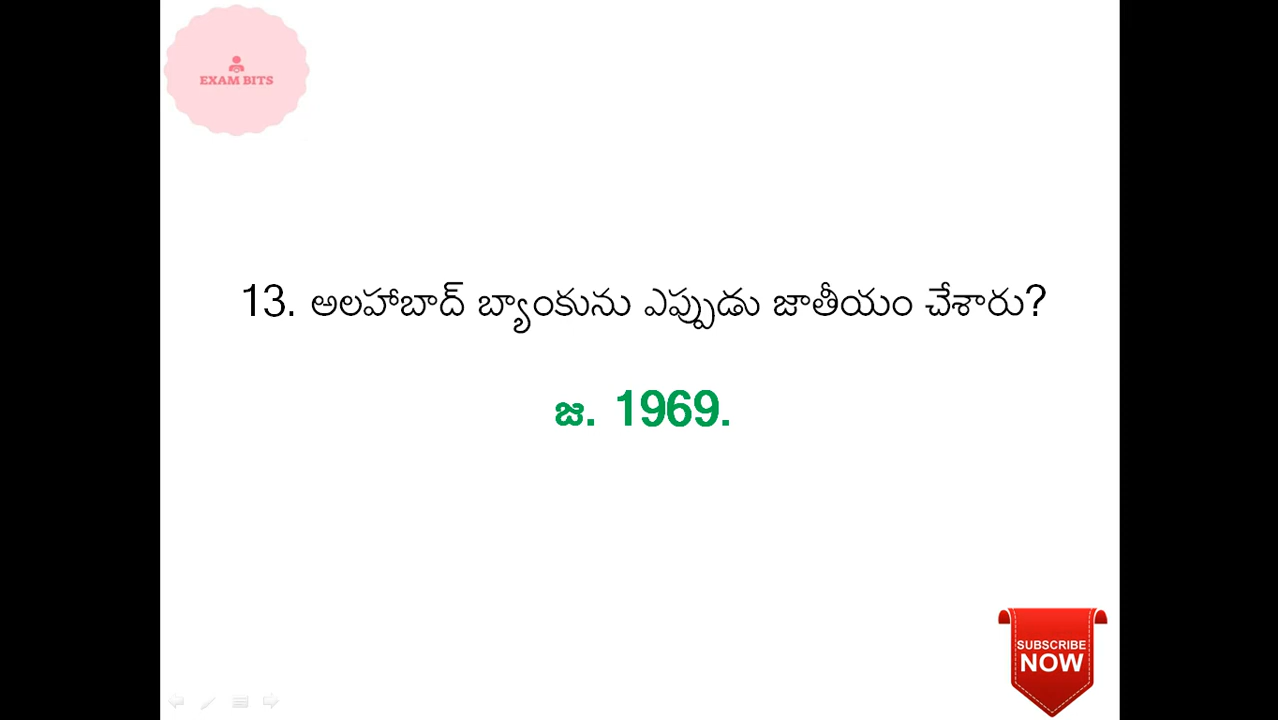 EXAM BITS
13. అలహాబాద్ బ్యాంకును ఎప్పుడు జాతీయం చేశారు?
జ. 1969.
SUBSCRIBE
NOW